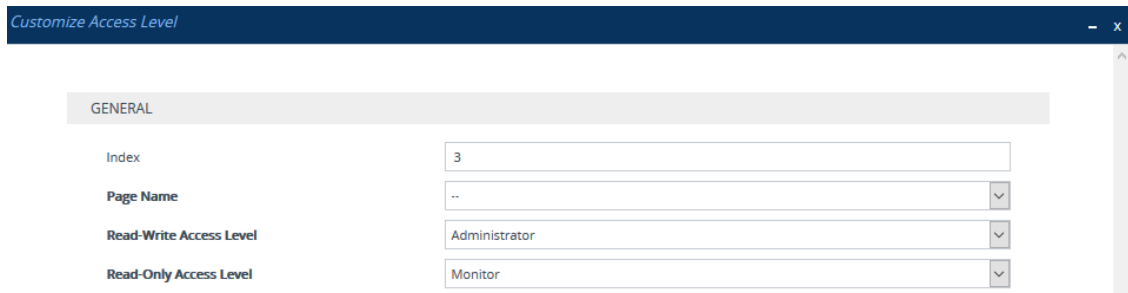 Customize Access Level – x
GENERAL
Index 3
Page Name --
Read-Write Access Level Administrator
Read-Only Access Level Monitor